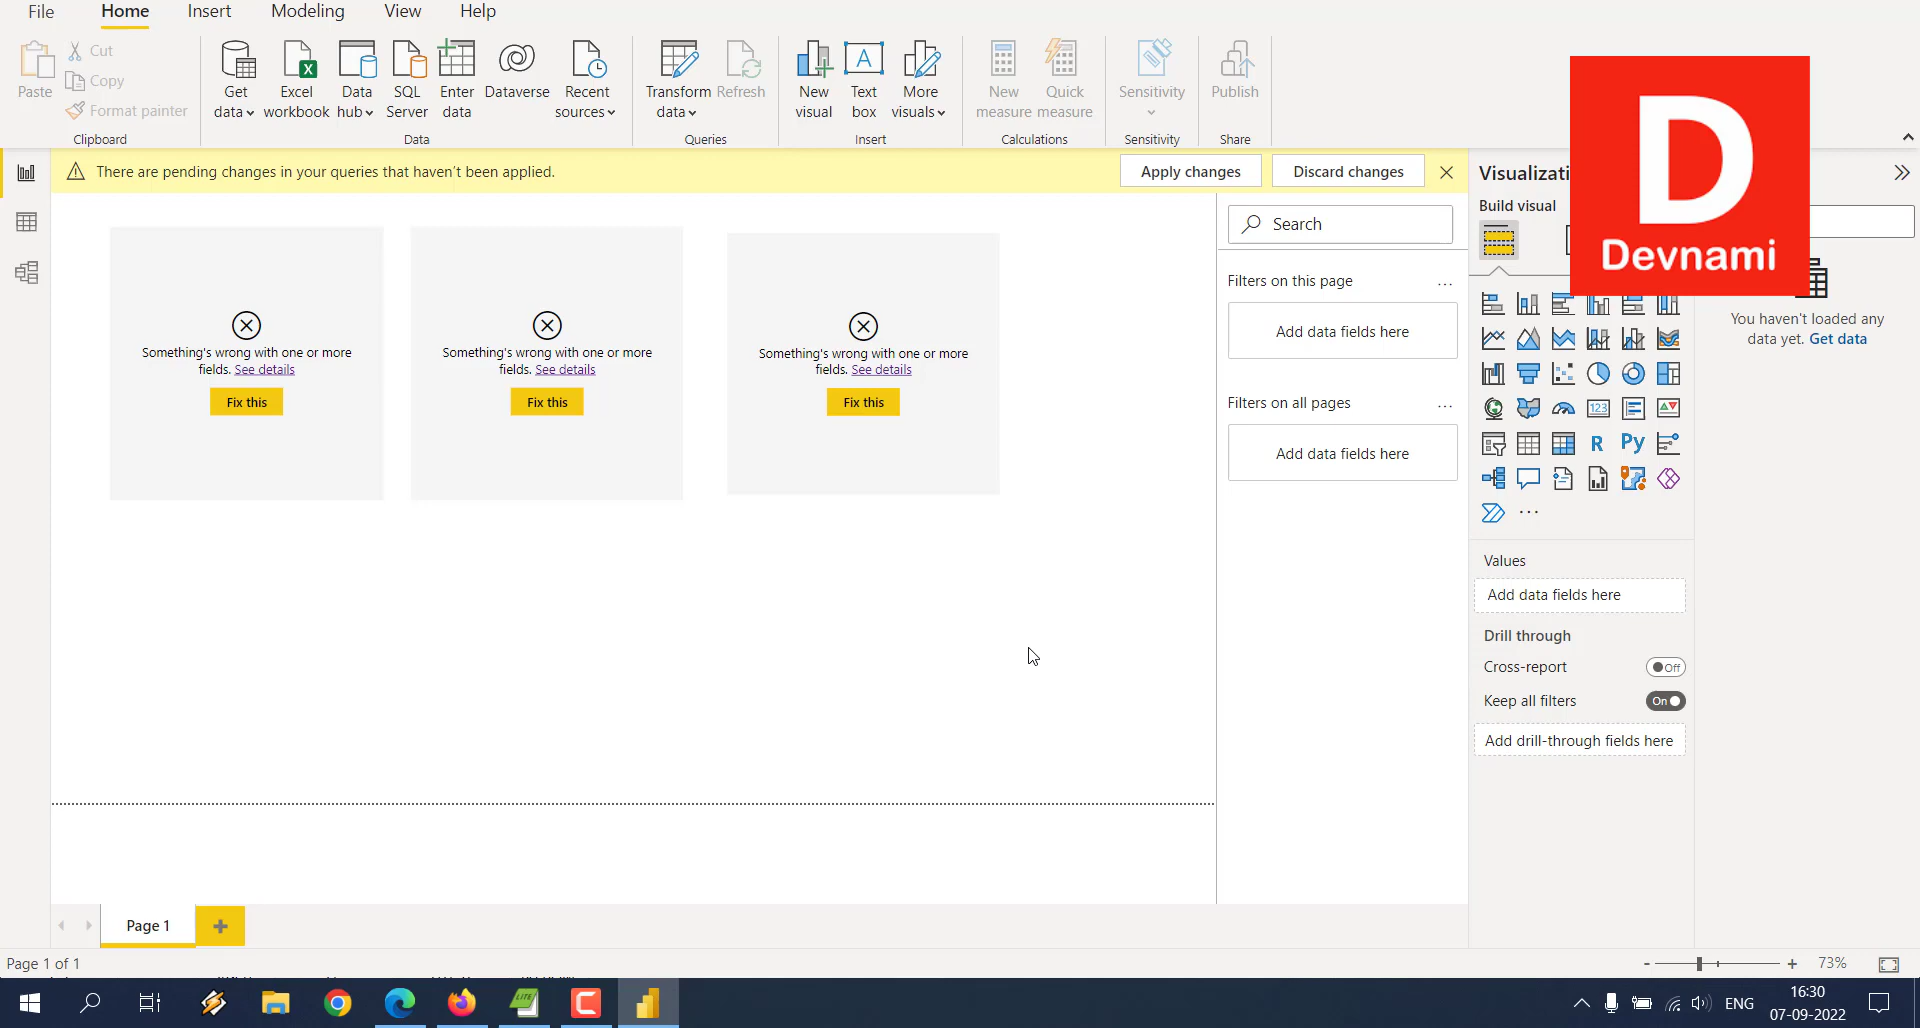 File Home Insert Modeling View Help
Paste
Cut
Copy
Format painter
Clipboard
Get
data
Excel
workbook
Data
hub
SQL
Server
Enter
data
Dataverse
Recent
sources
Data
Transform
data
Refresh
Queries
New
visual
Text
box
More
visuals
Insert
New
measure
Quick
measure
Calculations
Sensitivity
Sensitivity
Publish
Share
D
Devnami
There are pending changes in your queries that haven't been applied.
Apply changes
Discard changes
Something's wrong with one or more
fields. See details
Fix this
Something's wrong with one or more
fields. See details
Fix this
Something's wrong with one or more
fields. See details
Fix this
Search
Filters on this page ...
Add data fields here
Filters on all pages ...
Add data fields here
Visualizati
Build visual
123
R Py
...
Values
Add data fields here
Drill through
Cross-report Off
Keep all filters On
Add drill-through fields here
You haven't loaded any
data yet. Get data
Page 1
Page 1 of 1
- + 73%
LITE
ENG
16:30
07-09-2022